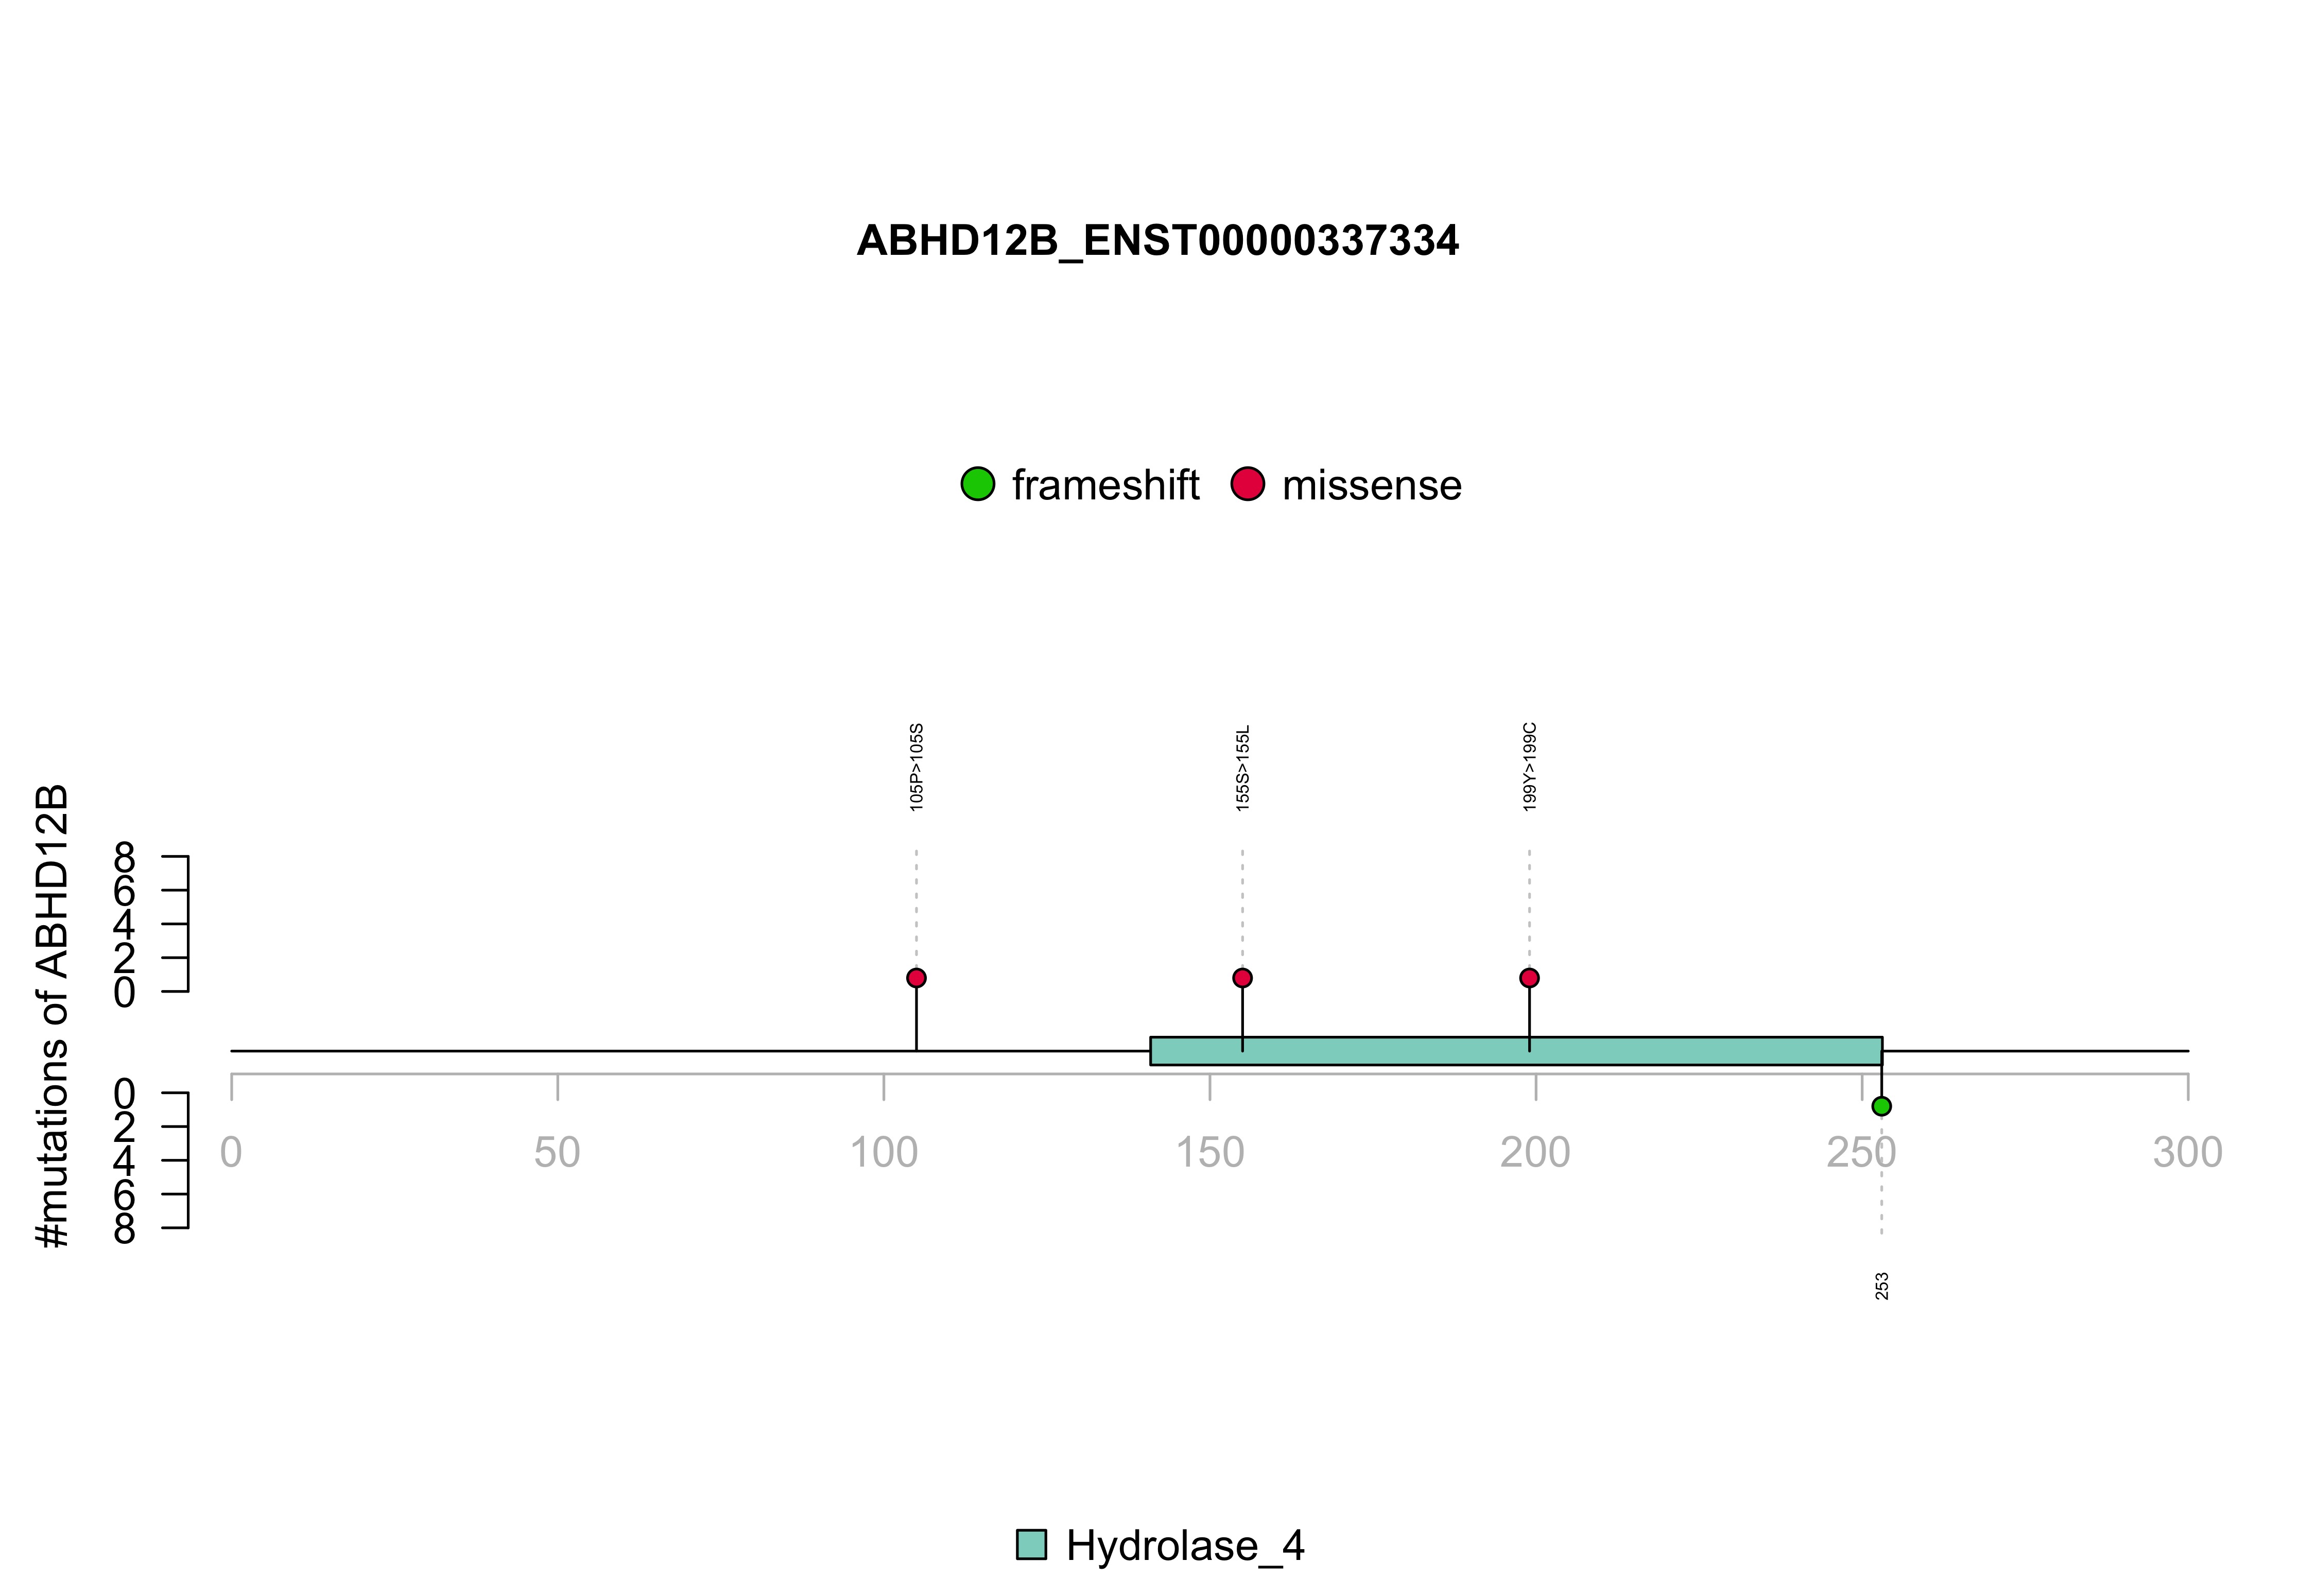 ABHD12B_ENST00000337334
frameshift missense
105P>105S 155S>155L 199Y>199C
#mutations of ABHD12B
8
6
4
2
0
0
2
4
6
8
0 50 100 150 200 250 300
253
Hydrolase_4